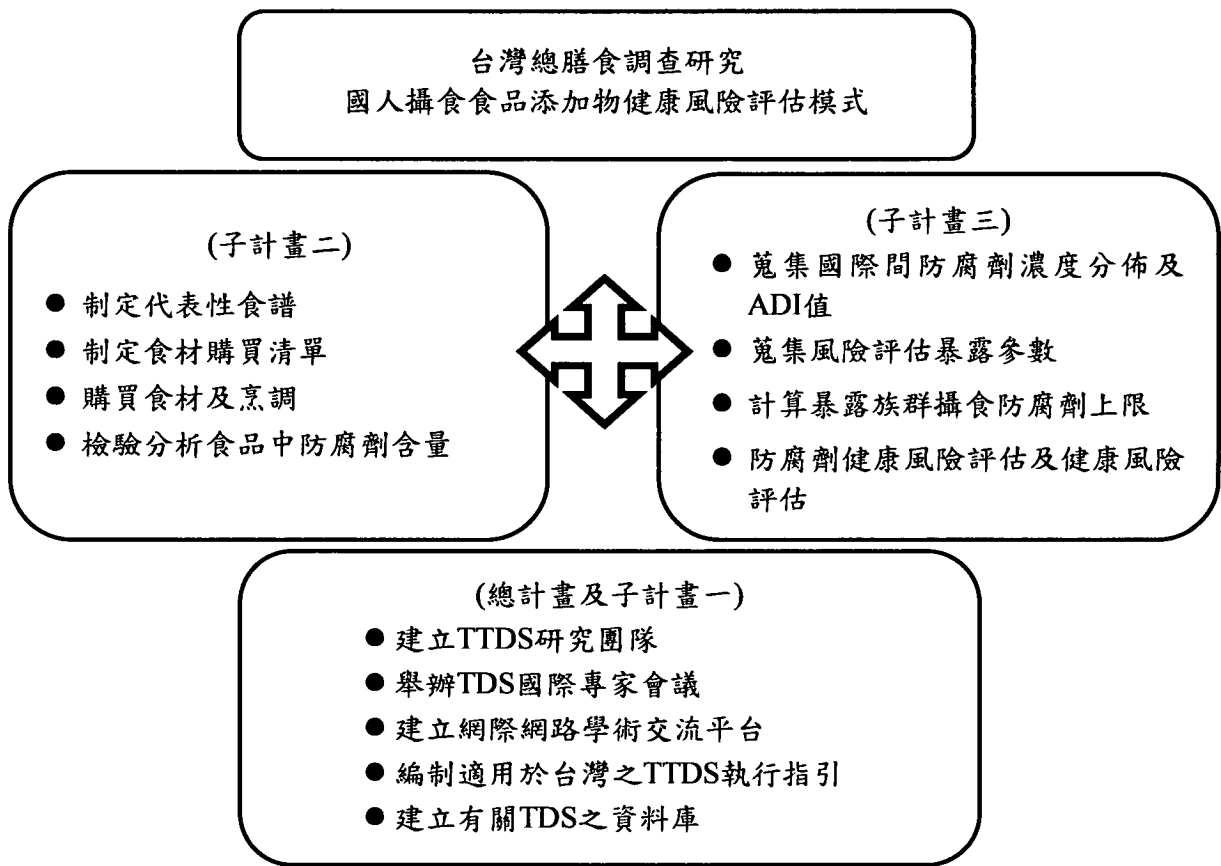 台灣總膳食調查研究
國人攝食食品添加物健康風險評估模式
(子計畫二)
● 制定代表性食譜
● 制定食材購買清單
● 購買食材及烹調
● 檢驗分析食品中防腐劑含量
(子計畫三)
● 蒐集國際間防腐劑濃度分佈及
ADI值
● 蒐集風險評估暴露參數
● 計算暴露族群攝食防腐劑上限
● 防腐劑健康風險評估及健康風險
評估
(總計畫及子計畫一)
● 建立TTDS研究團隊
● 舉辦TDS國際專家會議
● 建立網際網路學術交流平台
● 編制適用於台灣之TTDS執行指引
● 建立有關TDS之資料庫